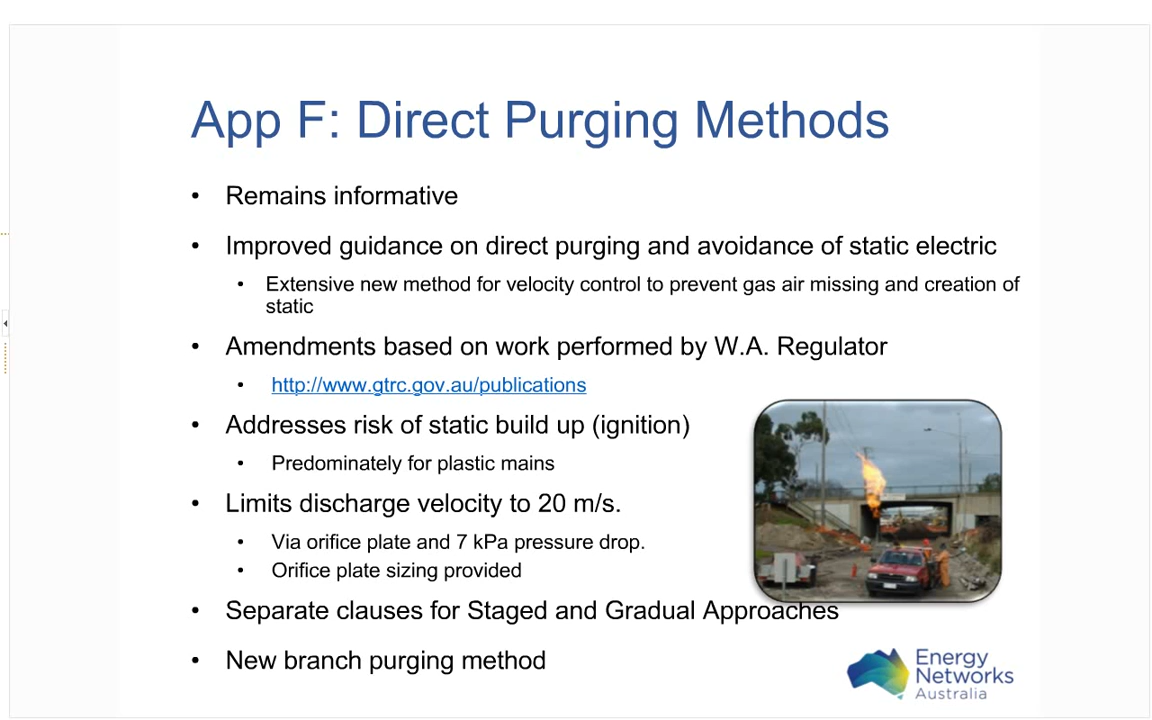 App F: Direct Purging Methods
• Remains informative
• Improved guidance on direct purging and avoidance of static electric
• Extensive new method for velocity control to prevent gas air missing and creation of
static
• Amendments based on work performed by W.A. Regulator
• http://www.gtrc.gov.au/publications
• Addresses risk of static build up (ignition)
• Predominately for plastic mains
• Limits discharge velocity to 20 m/s.
• Via orifice plate and 7 kPa pressure drop.
• Orifice plate sizing provided
• Separate clauses for Staged and Gradual Approaches
• New branch purging method
Energy
Networks
Australia